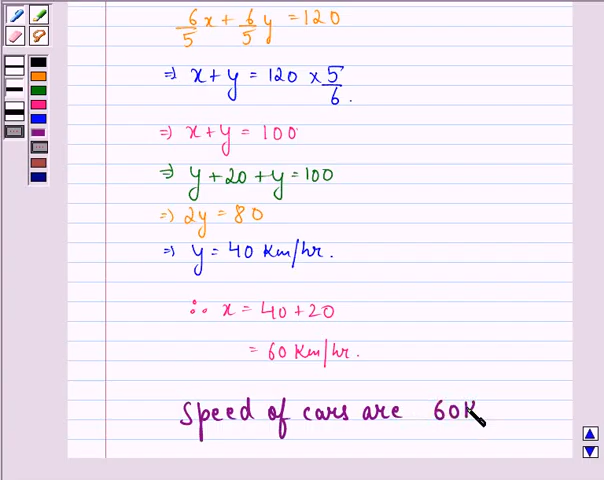 6/5 x + 6/5 y = 120
⇒ x + y = 120 × 5/6.
⇒ x + y = 100
⇒ y + 20 + y = 100
⇒ 2y = 80
⇒ y = 40 Km/hr.
∴ x = 40 + 20
= 60 Km/hr.
Speed of cars are 60K